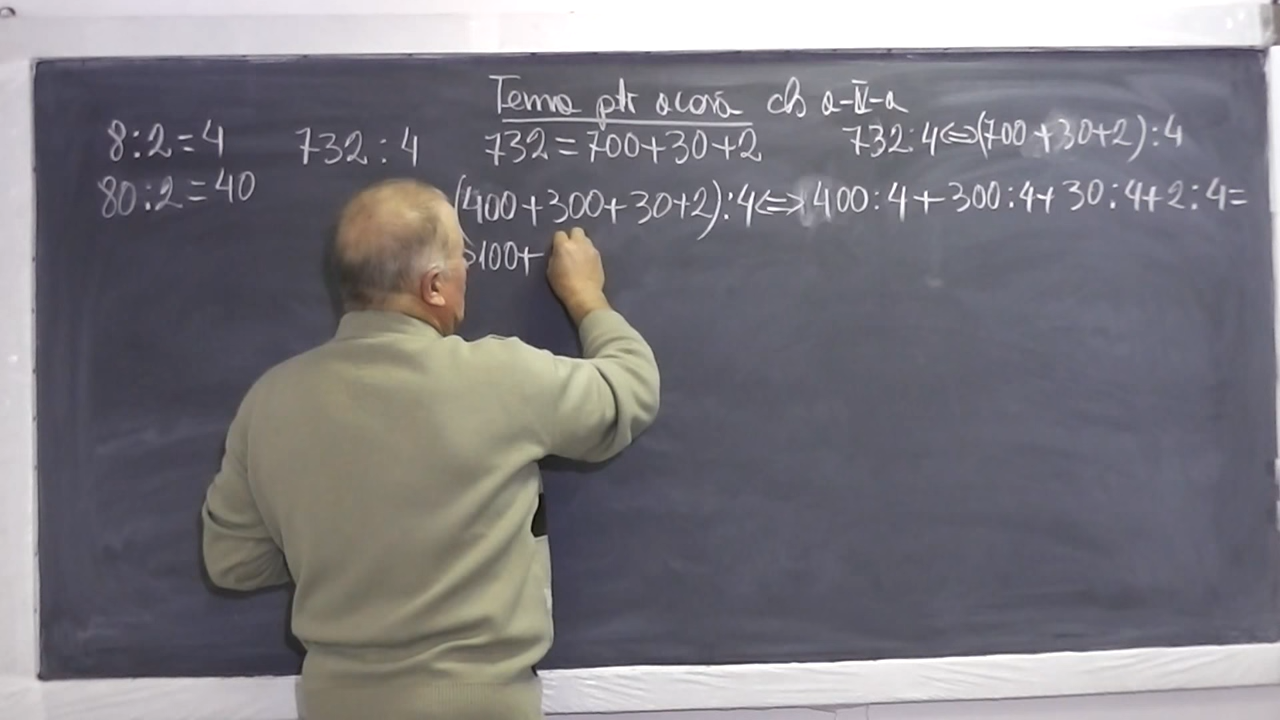 Tema ptr acasă cls a-IV-a
8:2=4 732:4 732=700+30+2 732:4⇔(700+30+2):4
80:2=40 (400+300+30+2):4⇔400:4+300:4+30:4+2:4=
100+